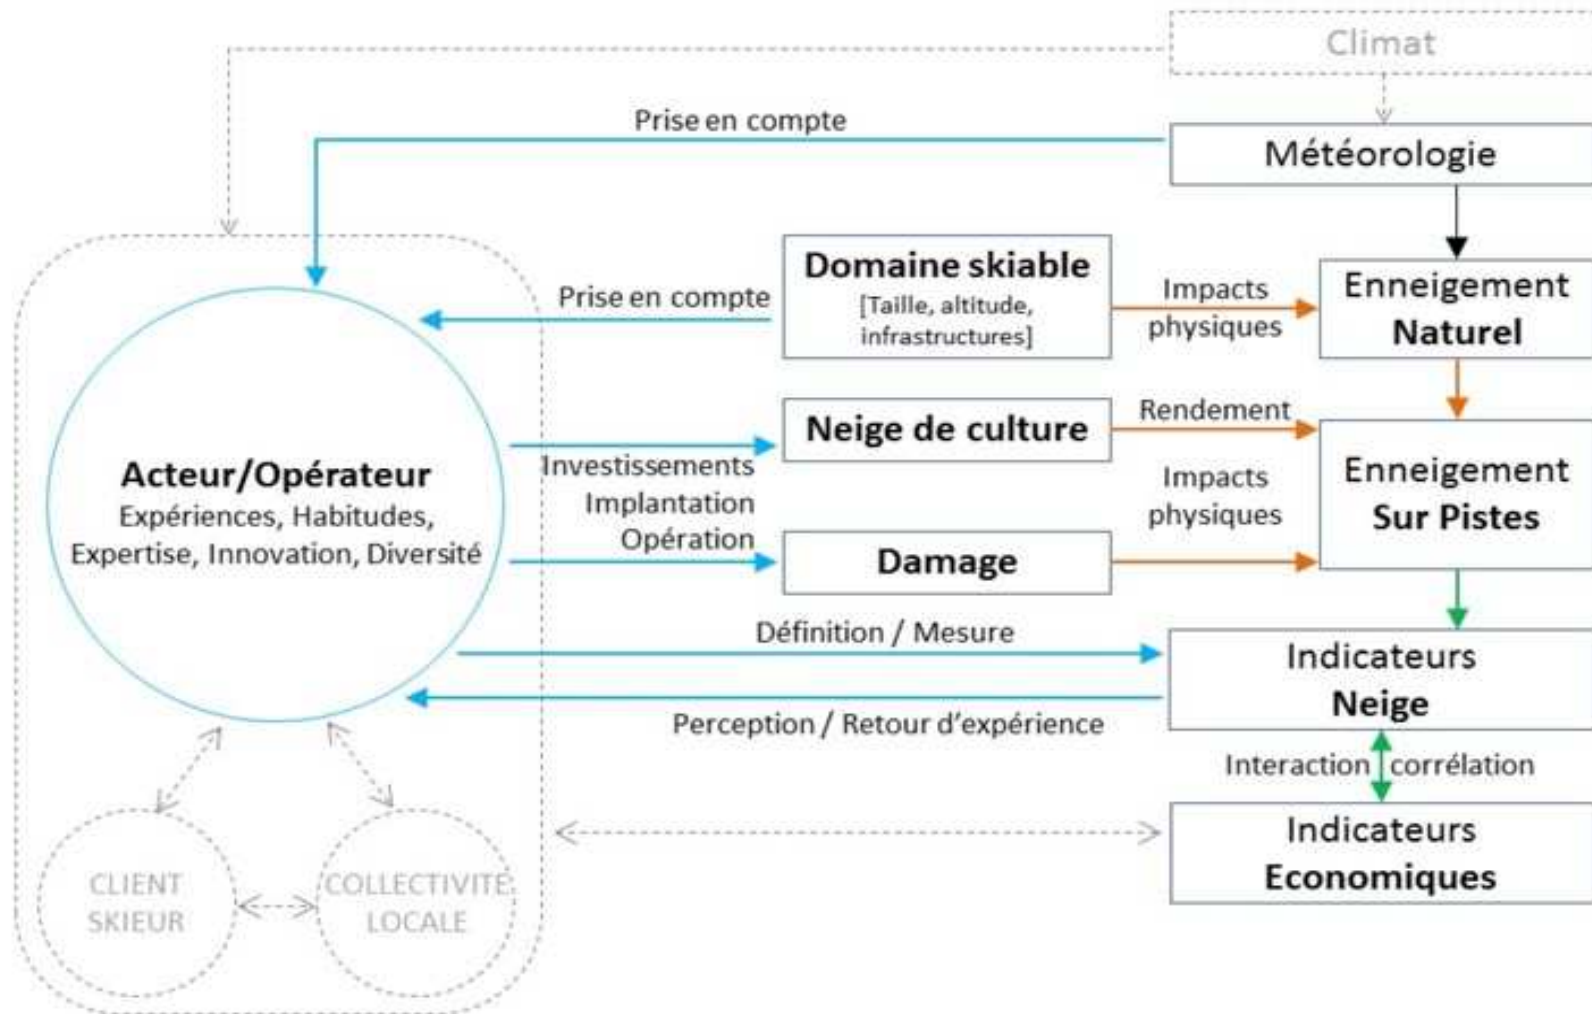 Climat
Prise en compte
Météorologie
Domaine skiable
[Taille, altitude,
infrastructures]
Prise en compte
Impacts
physiques
Enneigement
Naturel
Neige de culture
Rendement
Acteur/Opérateur
Expériences, Habitudes,
Expertise, Innovation, Diversité
Investissements
Implantation
Opération
Impacts
physiques
Enneigement
Sur Pistes
Damage
Définition / Mesure
Indicateurs
Neige
Perception / Retour d'expérience
Interaction corrélation
Indicateurs
Economiques
CLIENT
SKIEUR
COLLECTIVITE
LOCALE